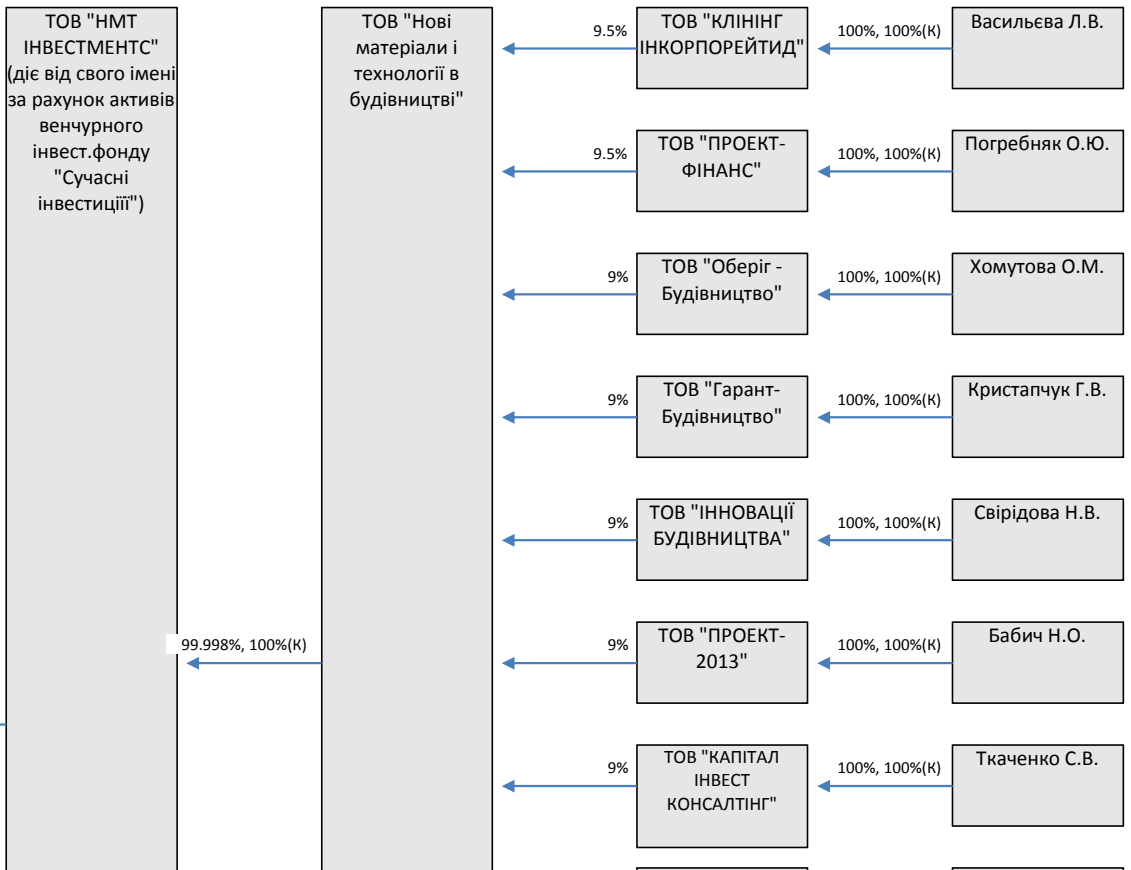 ТОВ "НМТ
ІНВЕСТМЕНТС"
(діє від свого імені
за рахунок активів
венчурного
інвест.фонду
"Сучасні
інвестиціїї")
99.998%, 100%(К)
ТОВ "Нові
матеріали і
технології в
будівництві"
9.5%
ТОВ "КЛІНІНГ
ІНКОРПОРЕЙТИД"
100%, 100%(К)
Васильєва Л.В.
9.5%
ТОВ "ПРОЕКТ-
ФІНАНС"
100%, 100%(К)
Погребняк О.Ю.
9%
ТОВ "Оберіг -
Будівництво"
100%, 100%(К)
Хомутова О.М.
9%
ТОВ "Гарант-
Будівництво"
100%, 100%(К)
Кристапчук Г.В.
9%
ТОВ "ІННОВАЦІЇ
БУДІВНИЦТВА"
100%, 100%(К)
Свірідова Н.В.
9%
ТОВ "ПРОЕКТ-
2013"
100%, 100%(К)
Бабич Н.О.
9%
ТОВ "КАПІТАЛ
ІНВЕСТ
КОНСАЛТІНГ"
100%, 100%(К)
Ткаченко С.В.